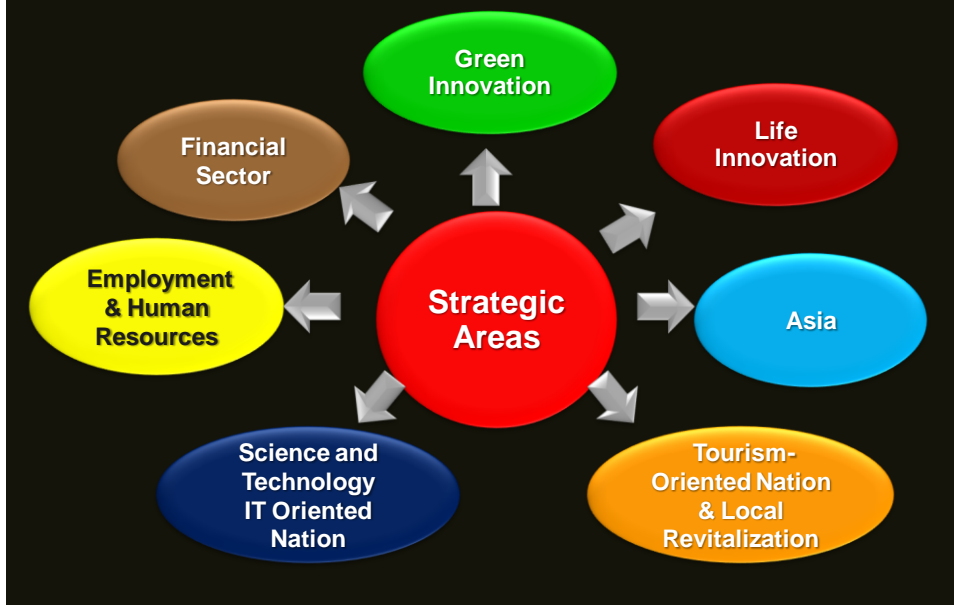 Green
Innovation
Life
Innovation
Financial
Sector
Employment
& Human
Resources
Strategic
Areas
Asia
Science and
Technology
IT Oriented
Nation
Tourism-
Oriented Nation
& Local
Revitalization